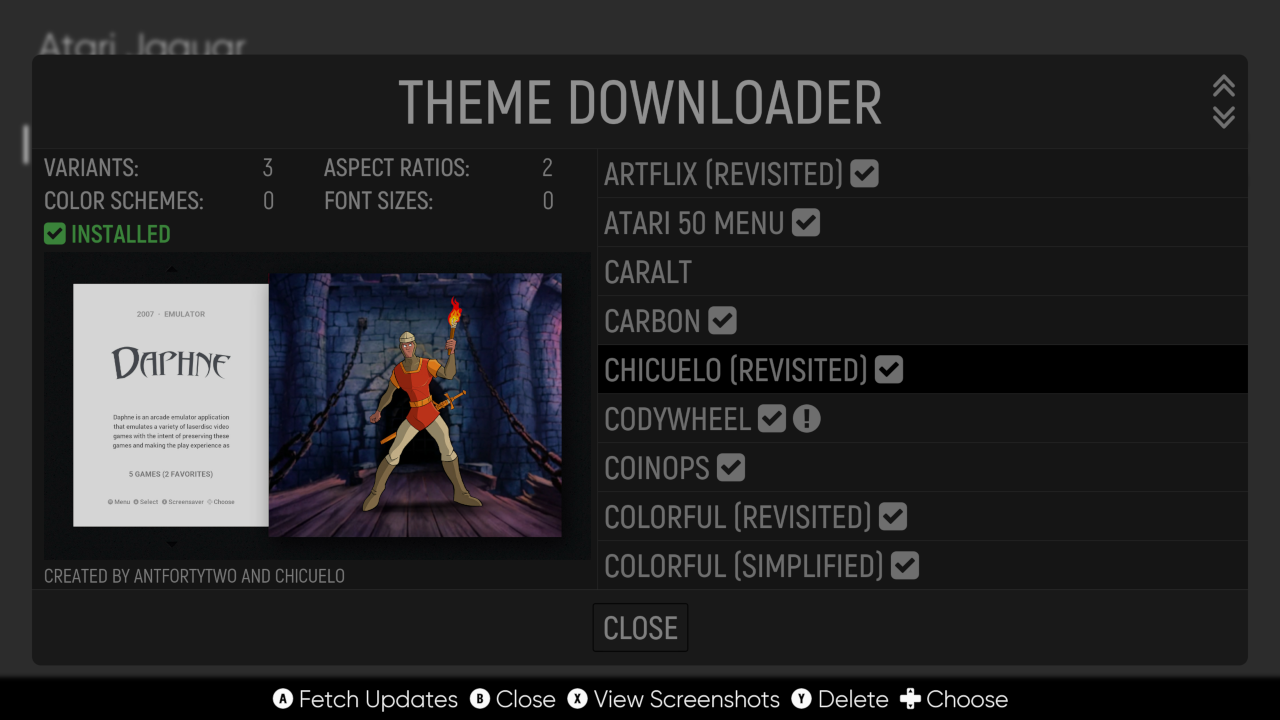 Atari Jaguar
THEME DOWNLOADER
VARIANTS: 3 ASPECT RATIOS: 2
COLOR SCHEMES: 0 FONT SIZES: 0
INSTALLED
2007 - EMULATOR
DAPHNE
Daphne is an arcade emulator application
that emulates a variety of laserdisc video
games with the intent of preserving these
games and making the play experience as
5 GAMES (2 FAVORITES)
Menu Select Screensaver Choose
CREATED BY ANTFORTYTWO AND CHICUELO
ARTFLIX (REVISITED)
ATARI 50 MENU
CARALT
CARBON
CHICUELO (REVISITED)
CODYWHEEL
COINOPS
COLORFUL (REVISITED)
COLORFUL (SIMPLIFIED)
CLOSE
A Fetch Updates B Close X View Screenshots Y Delete Choose